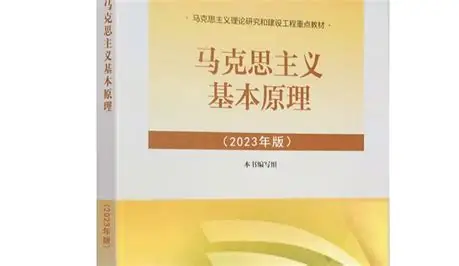 马克思主义基本原理
(2023年版)
·马克思主义理论研究和建设工程重点教材
马克思主义
基本原理
(2023年版)
本书编写组